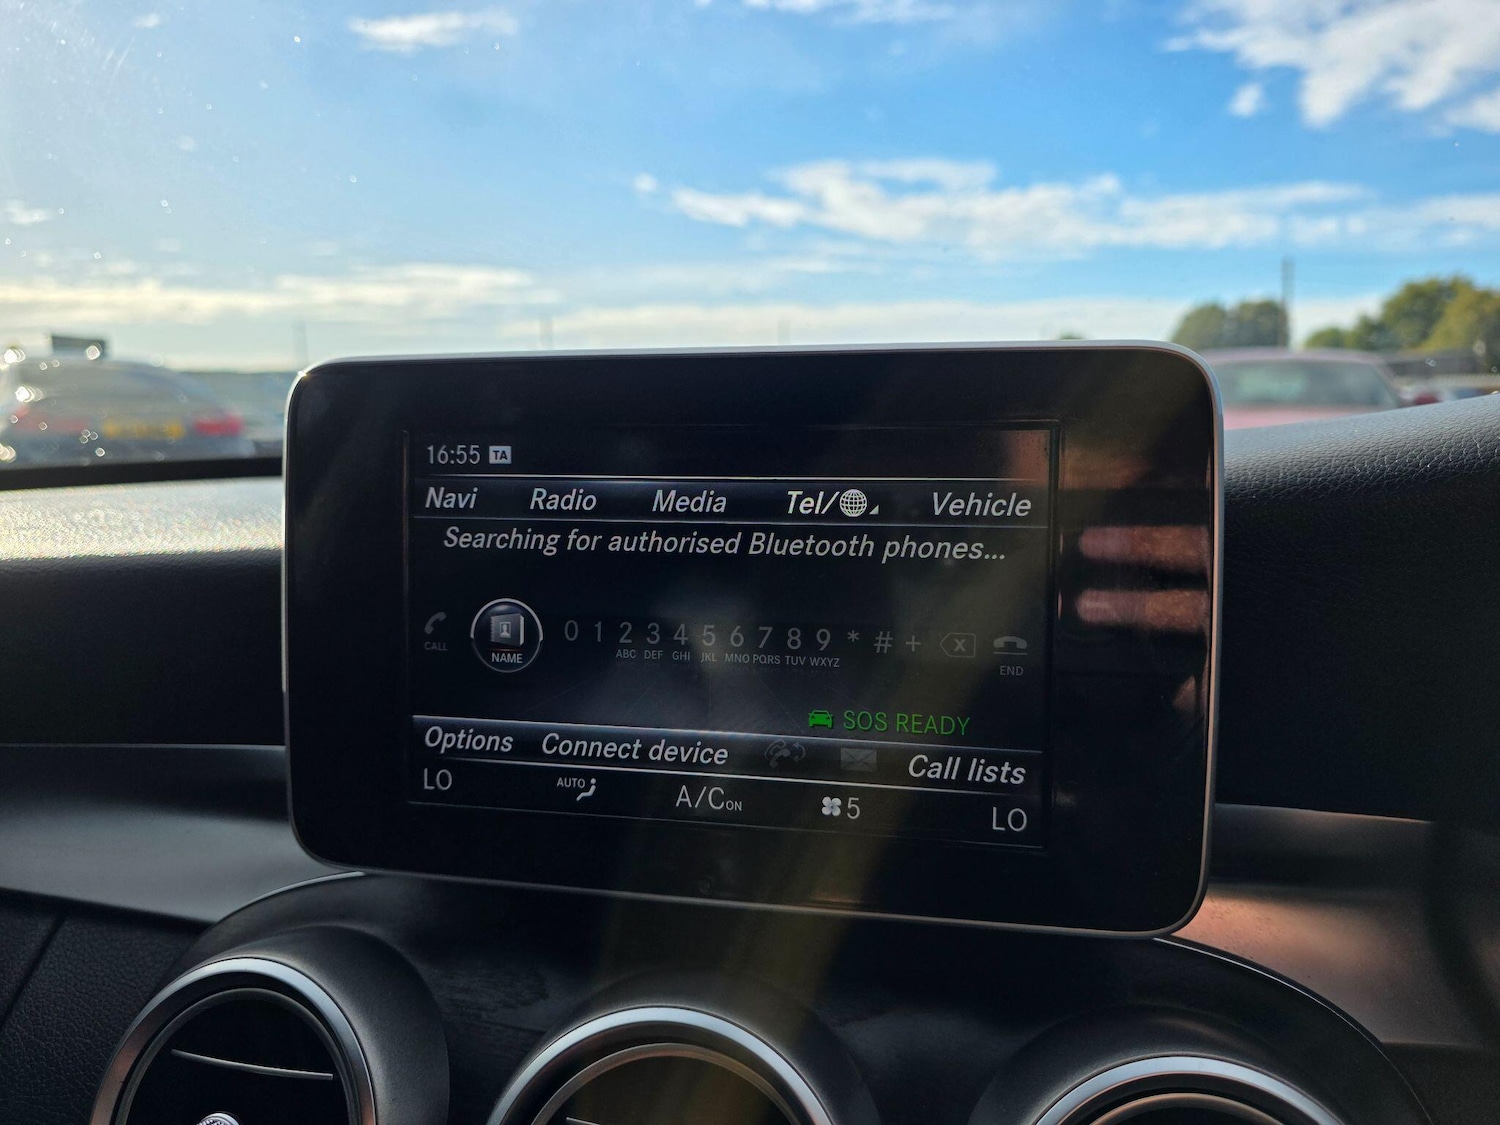 16:55 TA
Navi Radio Media Tel/ Vehicle
Searching for authorised Bluetooth phones...
CALL NAME 0 1 2 3 4 5 6 7 8 9 * # + X END
ABC DEF GHI JKL MNO PQRS TUV WXYZ
SOS READY
Options Connect device Call lists
LO AUTO A/C ON 5 LO